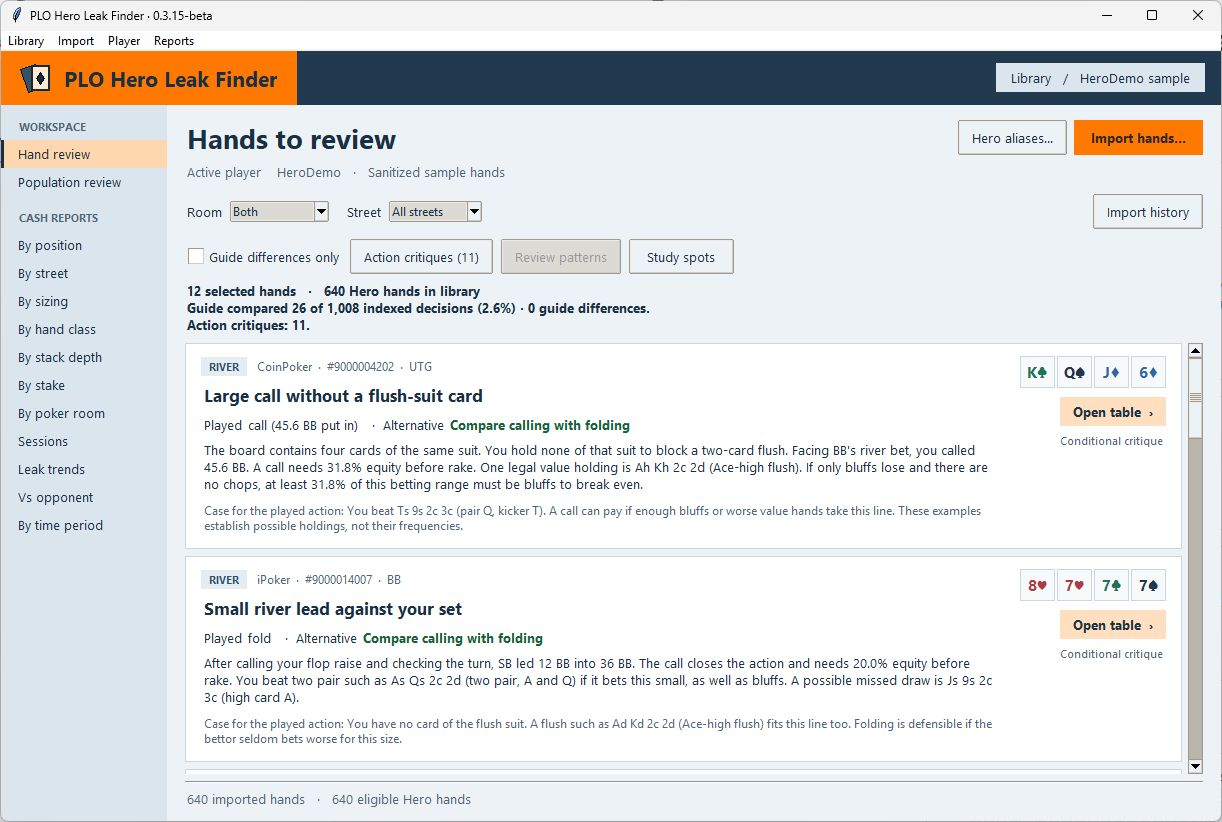 PLO Hero Leak Finder · 0.3.15-beta
Library Import Player Reports
PLO Hero Leak Finder
Library / HeroDemo sample
WORKSPACE
Hand review
Population review
CASH REPORTS
By position
By street
By sizing
By hand class
By stack depth
By stake
By poker room
Sessions
Leak trends
Vs opponent
By time period
Hands to review
Hero aliases...
Import hands...
Active player HeroDemo · Sanitized sample hands
Room Both Street All streets
Import history
Guide differences only
Action critiques (11)
Review patterns
Study spots
12 selected hands · 640 Hero hands in library
Guide compared 26 of 1,008 indexed decisions (2.6%) · 0 guide differences.
Action critiques: 11.
RIVER CoinPoker · #9000004202 · UTG
K♣ Q♠ J♦ 6♦
Large call without a flush-suit card
Open table ›
Played call (45.6 BB put in) · Alternative Compare calling with folding
Conditional critique
The board contains four cards of the same suit. You hold none of that suit to block a two-card flush. Facing BB's river bet, you called
45.6 BB. A call needs 31.8% equity before rake. One legal value holding is Ah Kh 2c 2d (Ace-high flush). If only bluffs lose and there are
no chops, at least 31.8% of this betting range must be bluffs to break even.
Case for the played action: You beat Ts 9s 2c 3c (pair Q, kicker T). A call can pay if enough bluffs or worse value hands take this line. These examples
establish possible holdings, not their frequencies.
RIVER iPoker · #9000014007 · BB
8♥ 7♥ 7♣ 7♠
Small river lead against your set
Open table ›
Played fold · Alternative Compare calling with folding
Conditional critique
After calling your flop raise and checking the turn, SB led 12 BB into 36 BB. The call closes the action and needs 20.0% equity before
rake. You beat two pair such as As Qs 2c 2d (two pair, A and Q) if it bets this small, as well as bluffs. A possible missed draw is Js 9s 2c
3c (high card A).
Case for the played action: You have no card of the flush suit. A flush such as Ad Kd 2c 2d (Ace-high flush) fits this line too. Folding is defensible if the
bettor seldom bets worse for this size.
640 imported hands · 640 eligible Hero hands